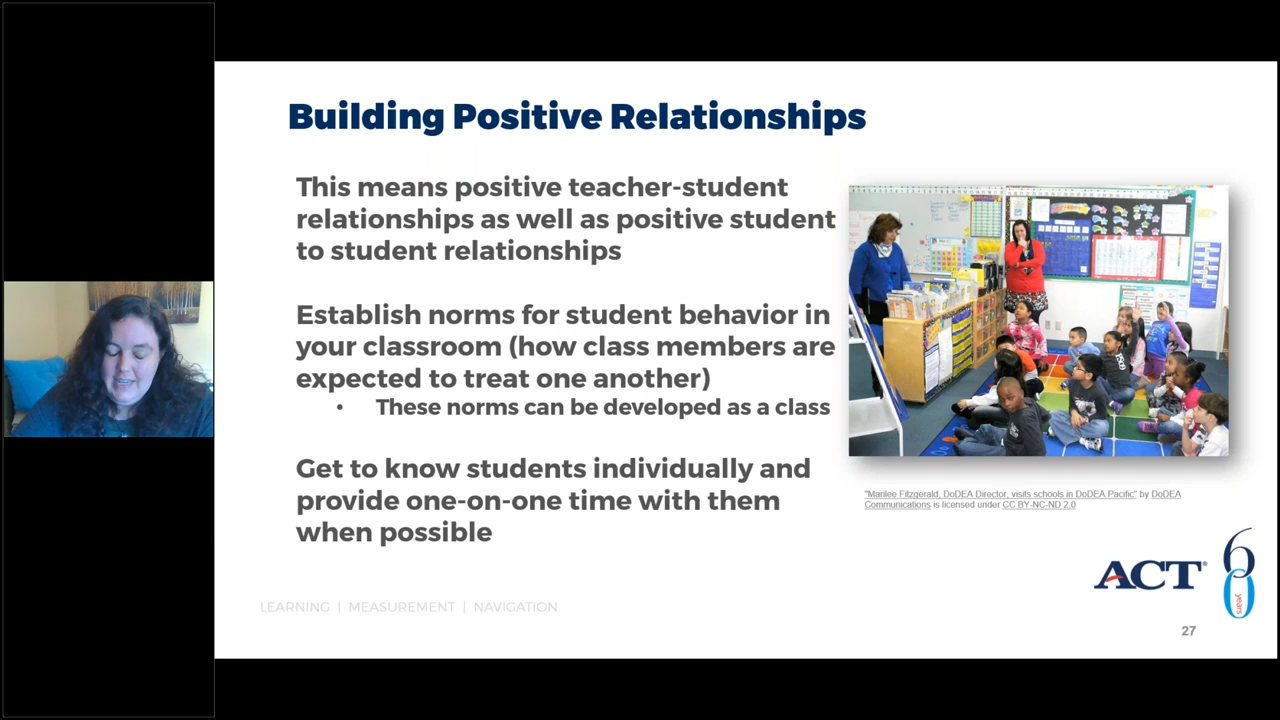 Building Positive Relationships
This means positive teacher-student
relationships as well as positive student
to student relationships
Establish norms for student behavior in
your classroom (how class members are
expected to treat one another)
• These norms can be developed as a class
Get to know students individually and
provide one-on-one time with them
when possible
"Marilee Fitzgerald, DoDEA Director, visits schools in DoDEA Pacific" by DoDEA
Communications is licensed under CC BY-NC-ND 2.0
ACT®
60
years
LEARNING | MEASUREMENT | NAVIGATION
27